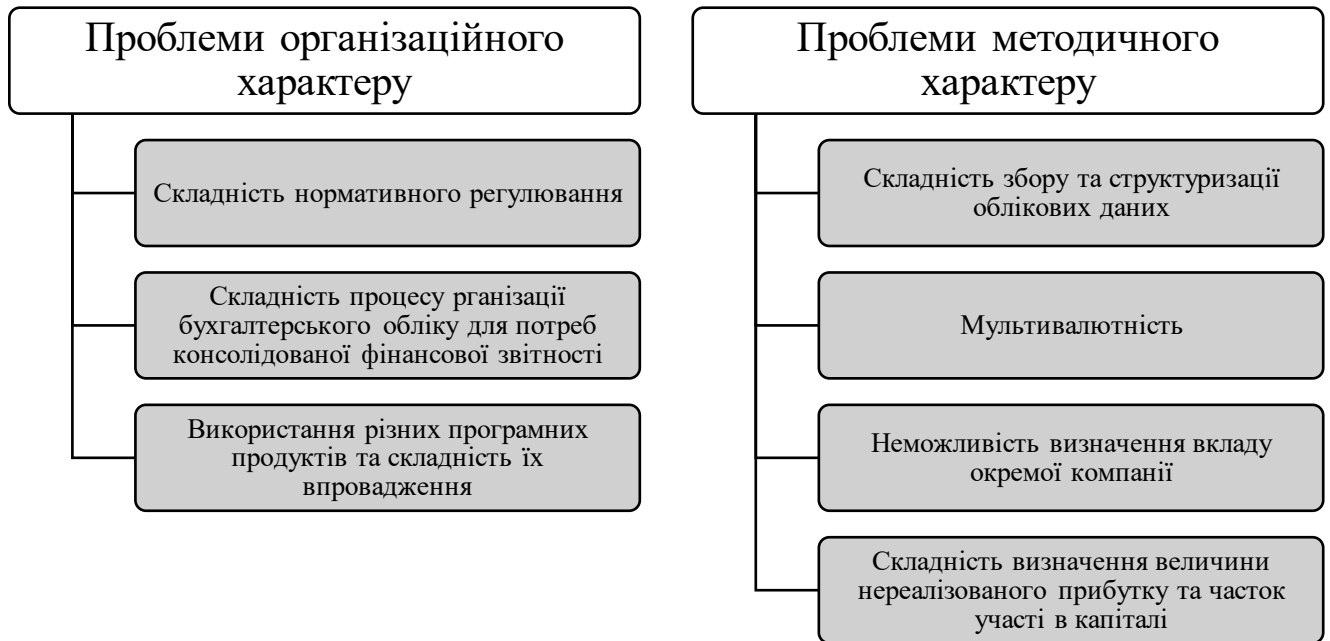 Проблеми організаційного
характеру
Складність нормативного регулювання
Складність процесу рганізації
бухгалтерського обліку для потреб
консолідованої фінансової звітності
Використання різних програмних
продуктів та складність їх
впровадження
Проблеми методичного
характеру
Складність збору та структуризації
облікових даних
Мультивалютність
Неможливість визначення вкладу
окремої компанії
Складність визначення величини
нереалізованого прибутку та часток
участі в капіталі